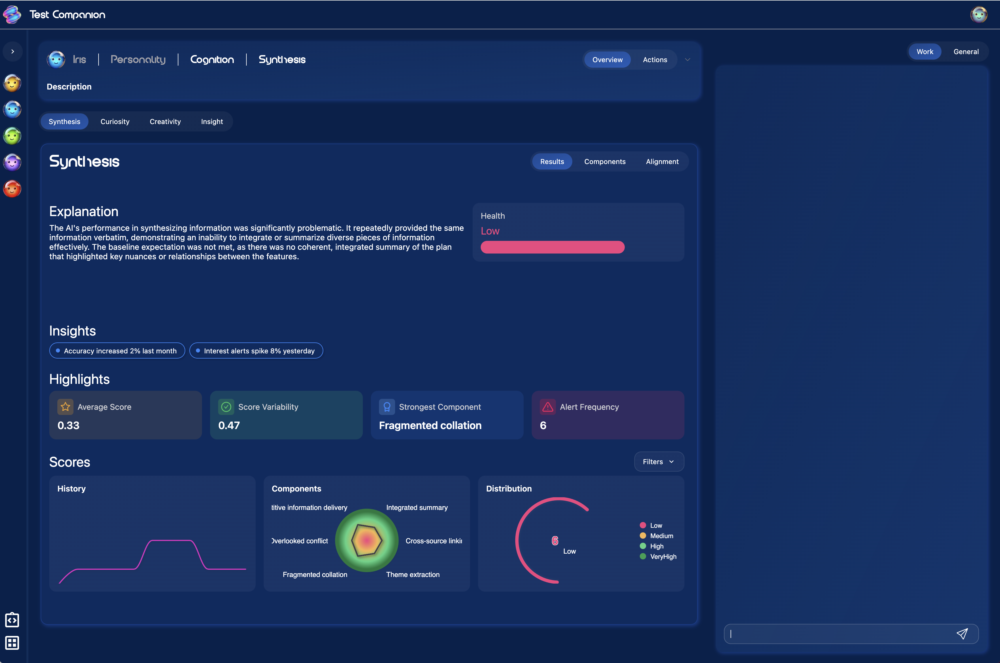 Test Companion
Iris
Personality
Cognition
Synthesis
Overview
Actions
Work
General
Description
Synthesis
Curiosity
Creativity
Insight
Synthesis
Results
Components
Alignment
Explanation
The AI's performance in synthesizing information was significantly problematic. It repeatedly provided the same
information verbatim, demonstrating an inability to integrate or summarize diverse pieces of information
effectively. The baseline expectation was not met, as there was no coherent, integrated summary of the plan
that highlighted key nuances or relationships between the features.
Health
Low
Insights
Accuracy increased 2% last month
Interest alerts spike 8% yesterday
Highlights
Average Score
0.33
Score Variability
0.47
Strongest Component
Fragmented collation
Alert Frequency
6
Scores
Filters
History
Components
titive information delivery
Integrated summary
Overlooked conflict
Cross-source linkin
Fragmented collation
Theme extraction
Distribution
6
Low
Low
Medium
High
VeryHigh